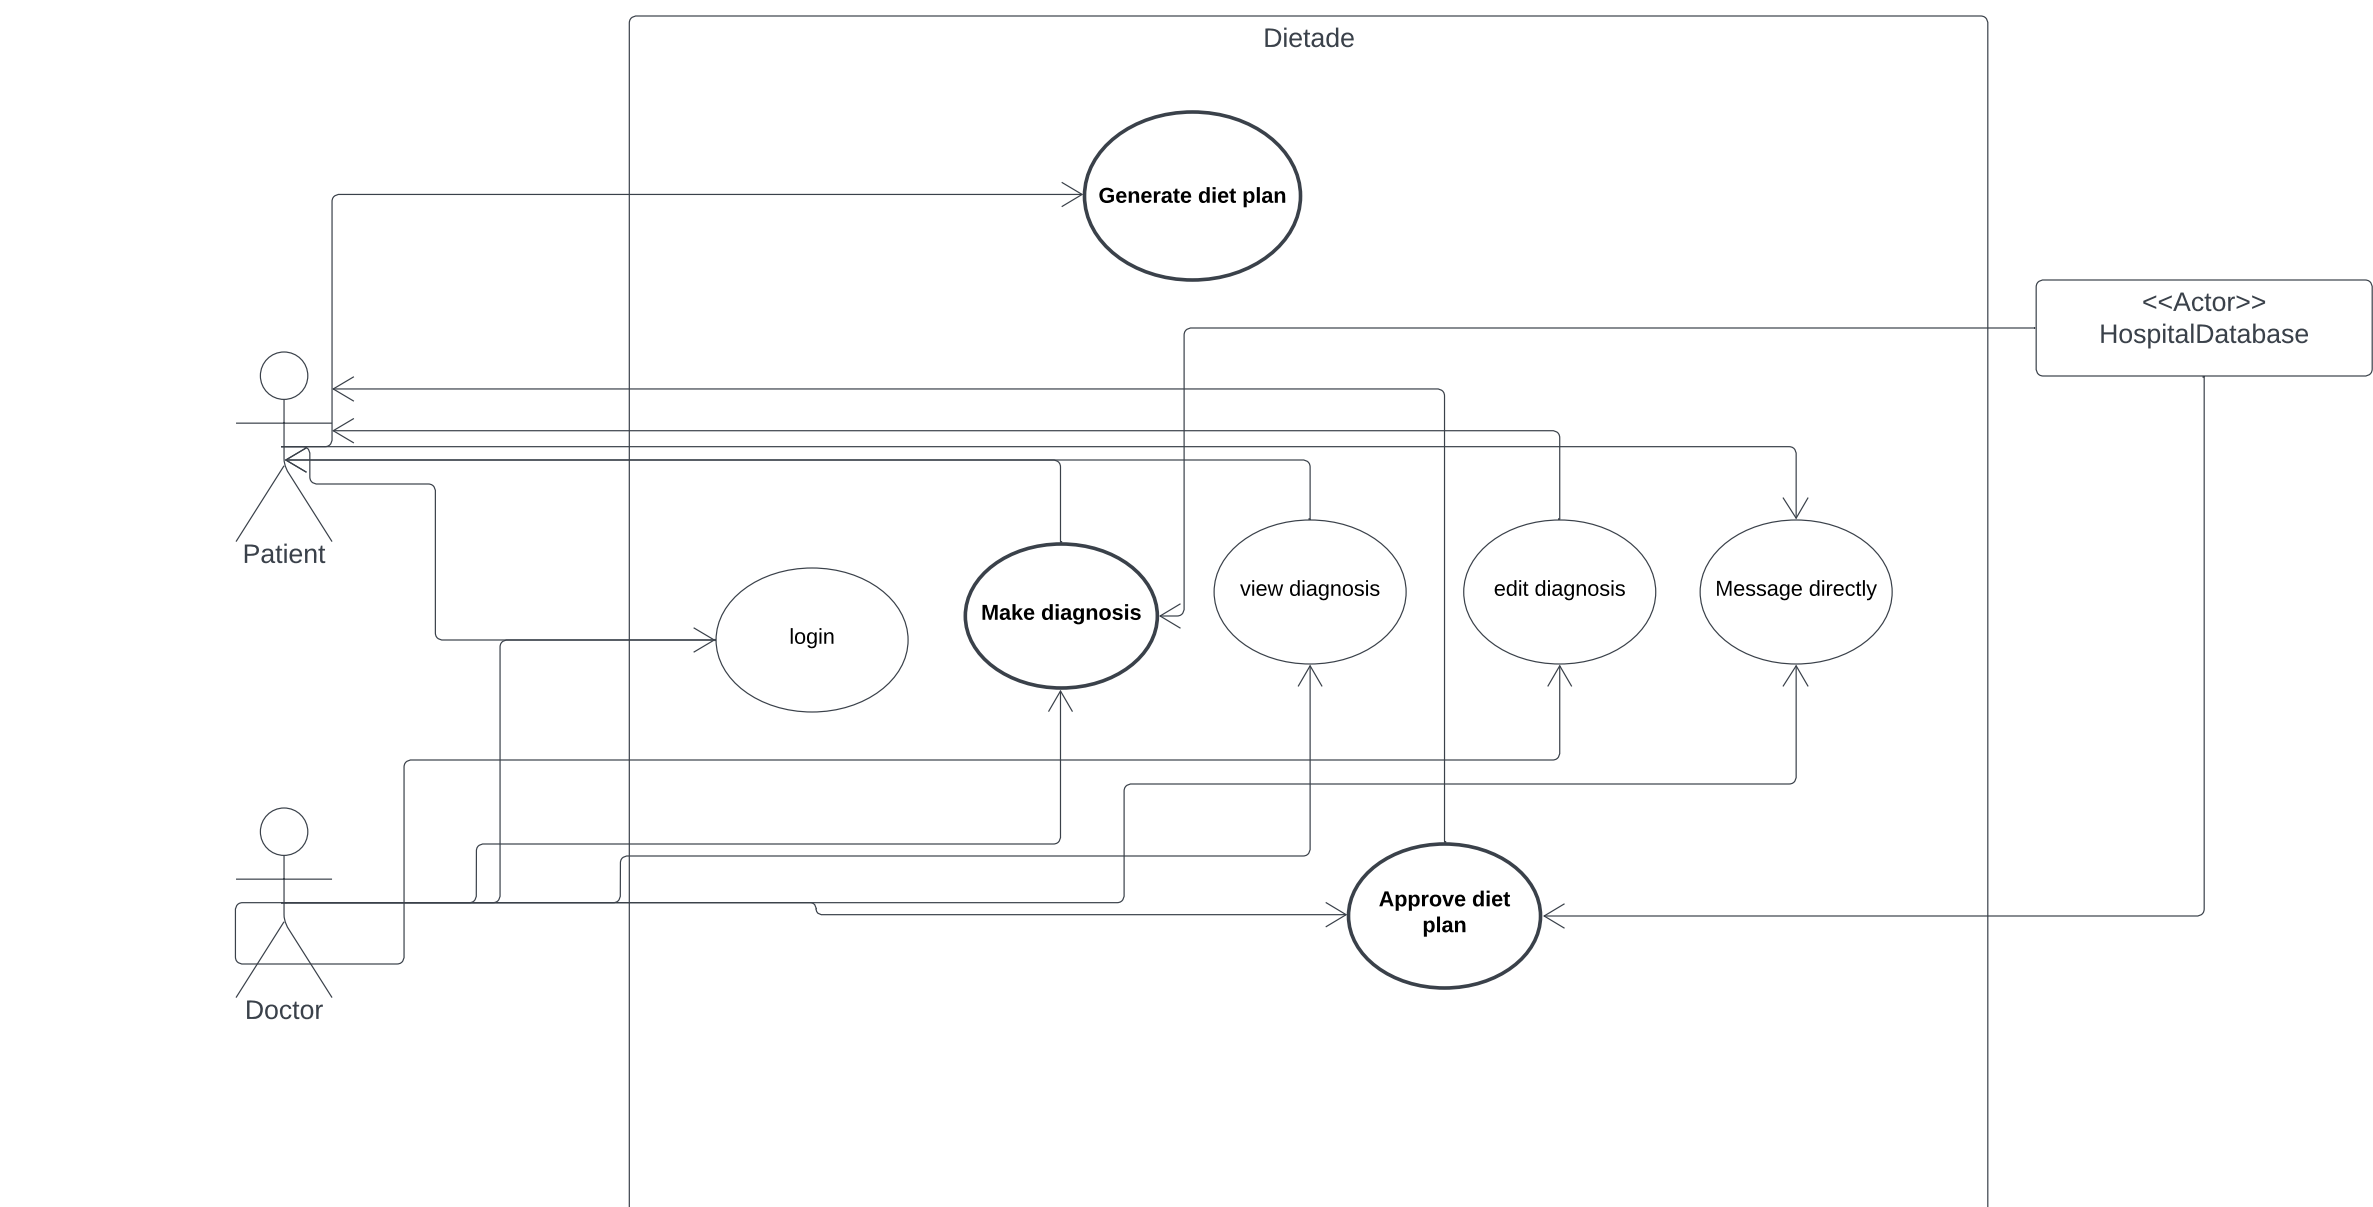 Dietade
Generate diet plan
<<Actor>>
HospitalDatabase
Patient
login
Make diagnosis
view diagnosis
edit diagnosis
Message directly
Approve diet
plan
Doctor